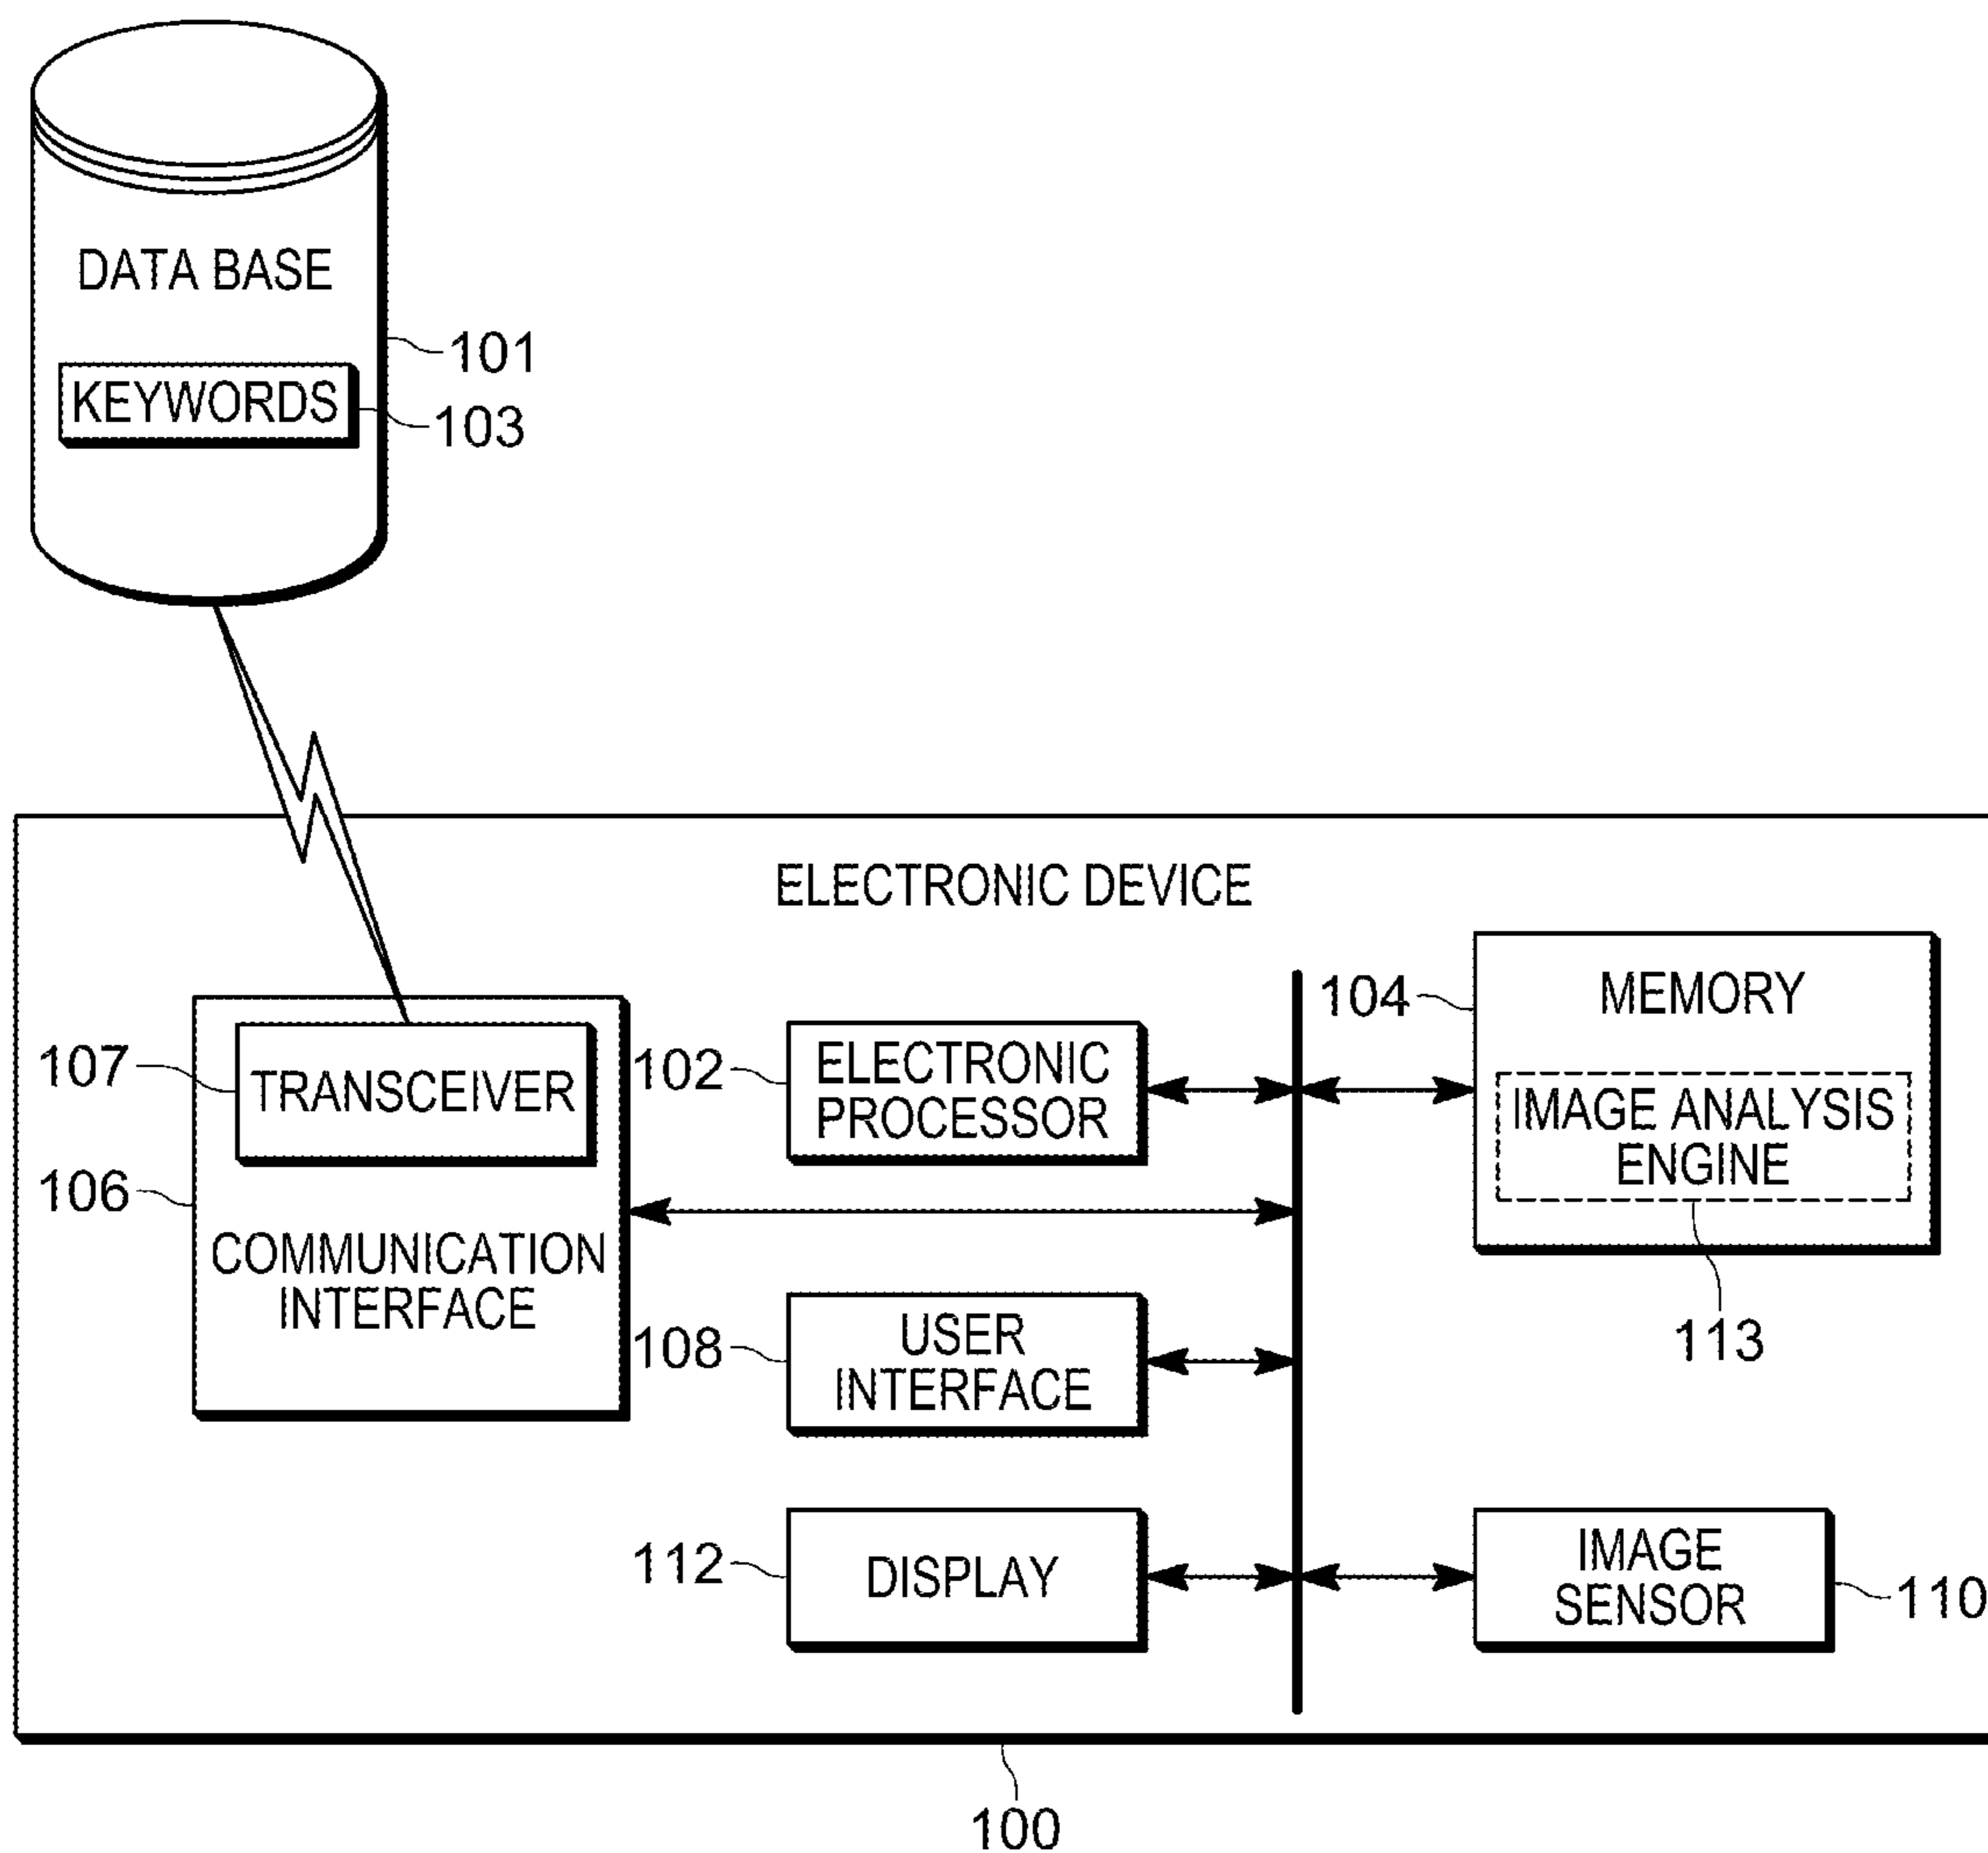 DATA BASE
101
KEYWORDS
103
ELECTRONIC DEVICE
107
TRANSCEIVER
106
COMMUNICATION
INTERFACE
102
ELECTRONIC
PROCESSOR
104
MEMORY
IMAGE ANALYSIS
ENGINE
113
108
USER
INTERFACE
112
DISPLAY
IMAGE
SENSOR
110
100